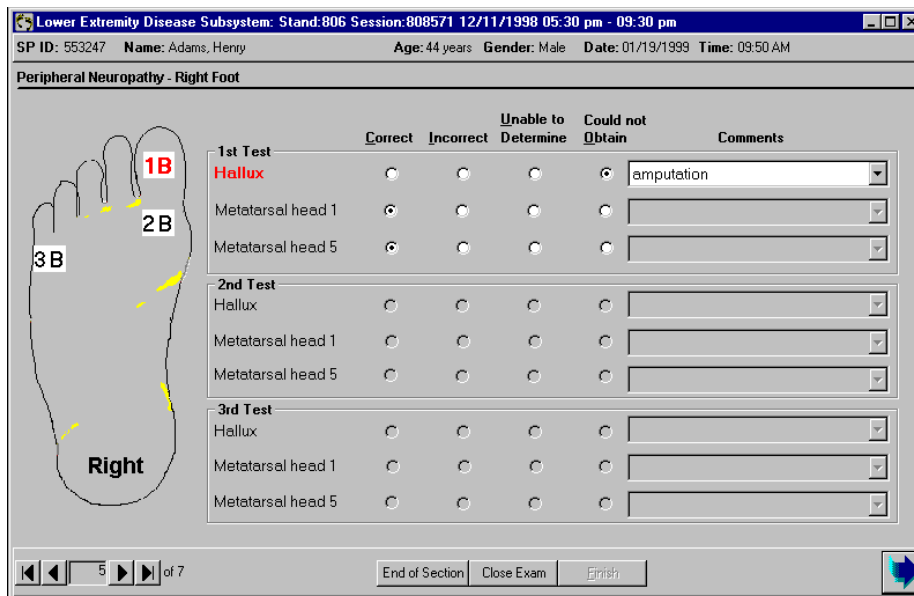 Lower Extremity Disease Subsystem: Stand:806 Session:808571 12/11/1998 05:30 pm - 09:30 pm
SP ID: 553247 Name: Adams, Henry Age: 44 years Gender: Male Date: 01/19/1999 Time: 09:50 AM
Peripheral Neuropathy - Right Foot
Correct Incorrect Unable to Determine Could not Obtain Comments
1st Test
Hallux amputation
Metatarsal head 1
Metatarsal head 5
2nd Test
Hallux
Metatarsal head 1
Metatarsal head 5
3rd Test
Hallux
Metatarsal head 1
Metatarsal head 5
1B
2B
3B
Right
5 of 7
End of Section Close Exam Finish